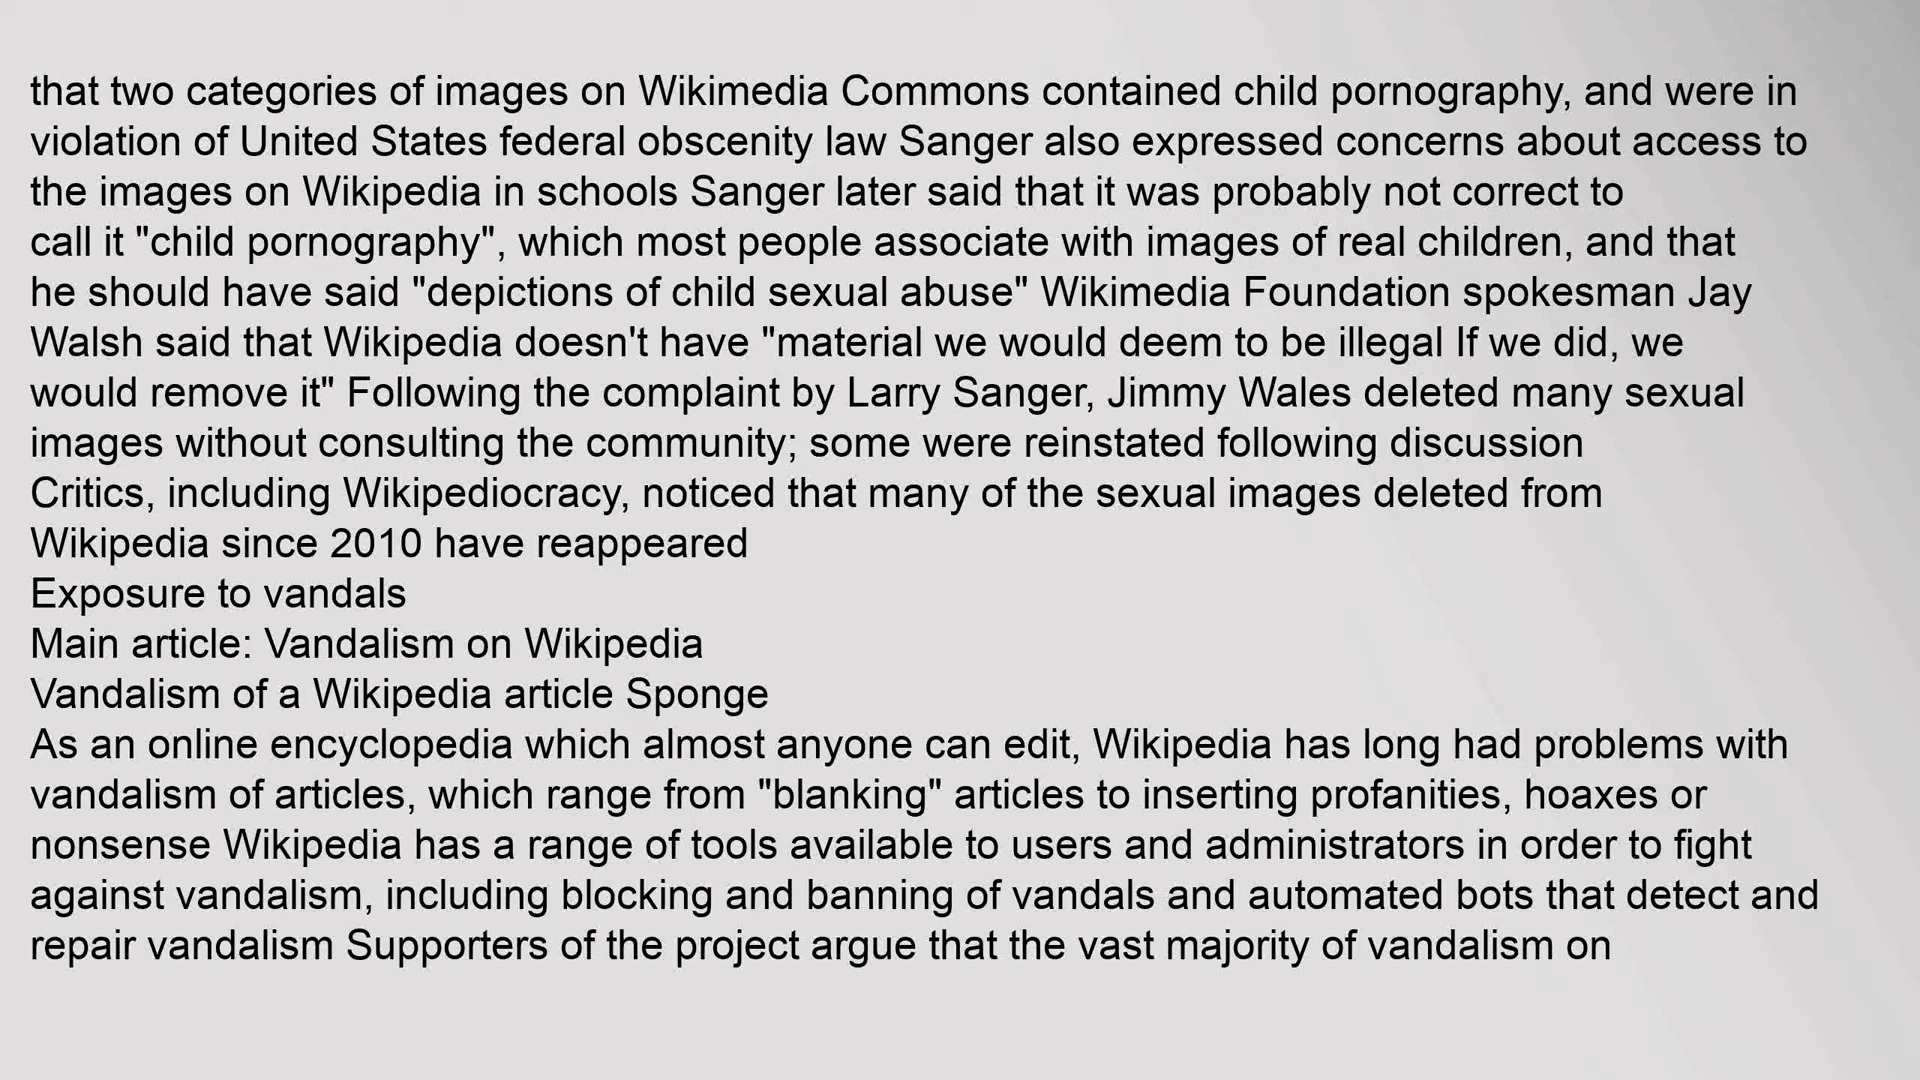 that two categories of images on Wikimedia Commons contained child pornography, and were in
violation of United States federal obscenity law Sanger also expressed concerns about access to
the images on Wikipedia in schools Sanger later said that it was probably not correct to
call it "child pornography", which most people associate with images of real children, and that
he should have said "depictions of child sexual abuse" Wikimedia Foundation spokesman Jay
Walsh said that Wikipedia doesn't have "material we would deem to be illegal If we did, we
would remove it" Following the complaint by Larry Sanger, Jimmy Wales deleted many sexual
images without consulting the community; some were reinstated following discussion
Critics, including Wikipediocracy, noticed that many of the sexual images deleted from
Wikipedia since 2010 have reappeared
Exposure to vandals
Main article: Vandalism on Wikipedia
Vandalism of a Wikipedia article Sponge
As an online encyclopedia which almost anyone can edit, Wikipedia has long had problems with
vandalism of articles, which range from "blanking" articles to inserting profanities, hoaxes or
nonsense Wikipedia has a range of tools available to users and administrators in order to fight
against vandalism, including blocking and banning of vandals and automated bots that detect and
repair vandalism Supporters of the project argue that the vast majority of vandalism on